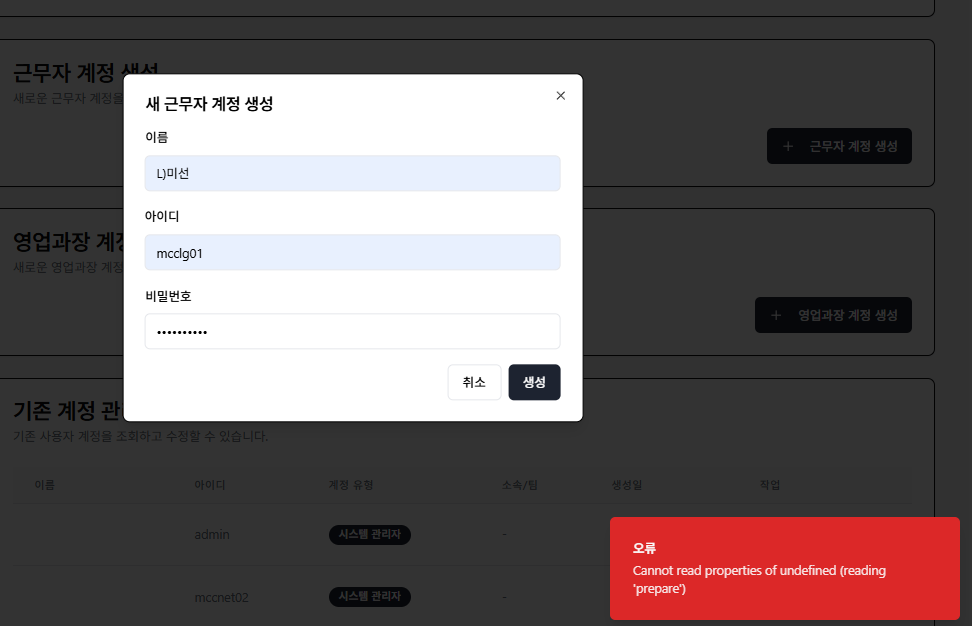 근무자 계정 생성
새로운 근무자 계정을
+ 근무자 계정 생성
새 근무자 계정 생성
이름
L)미선
아이디
mcclg01
비밀번호
••••••••••
취소
생성
영업과장 계정
새로운 영업과장 계정
+ 영업과장 계정 생성
기존 계정 관
기존 사용자 계정을 조회하고 수정할 수 있습니다.
이름 아이디 계정 유형 소속/팀 생성일 작업
admin 시스템 관리자 -
mccnet02 시스템 관리자 -
오류
Cannot read properties of undefined (reading
'prepare')